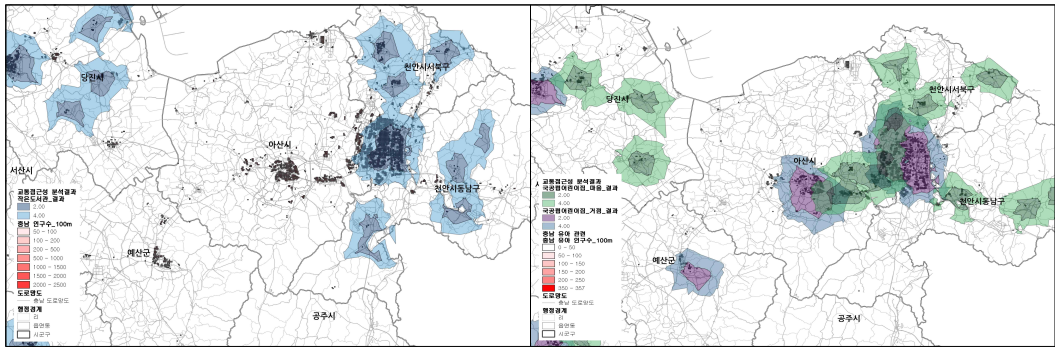 당진시
천안시서북구
아산시
서산시
천안시동남구
예산군
공주시
교통접근성 분석결과
작은도서관_결과
2.00
4.00
충남 인구수_100m
50 - 100
100 - 200
200 - 500
500 - 1000
1000 - 1500
1500 - 2000
2000 - 2500
도로망도
충남 도로망도
행정경계
리
읍면동
시군구
당진시
천안시서북구
아산시
천안시동남구
예산군
공주시
교통접근성 분석결과
국공립어린이집_마을_결과
2.00
4.00
국공립어린이집_거점_결과
2.00
4.00
충남 유아 관련
충남 유아 인구수_100m
0 - 50
50 - 100
100 - 150
150 - 200
200 - 250
350 - 357
도로망도
충남 도로망도
행정경계
리
읍면동
시군구